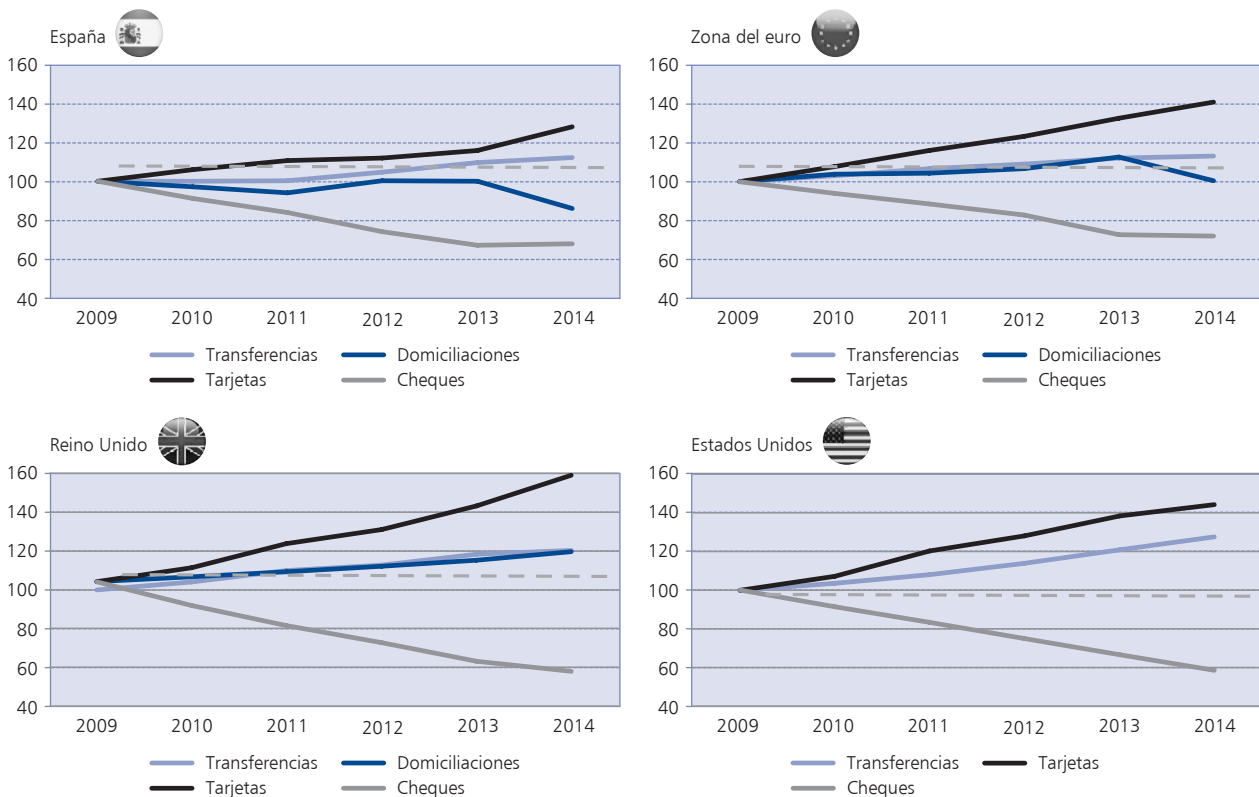 España
160
140
120
100
80
60
40
2009 2010 2011 2012 2013 2014
Transferencias Domiciliaciones
Tarjetas Cheques
Zona del euro
160
140
120
100
80
60
40
2009 2010 2011 2012 2013 2014
Transferencias Domiciliaciones
Tarjetas Cheques
Reino Unido
160
140
120
100
80
60
40
2009 2010 2011 2012 2013 2014
Transferencias Domiciliaciones
Tarjetas Cheques
Estados Unidos
160
140
120
100
80
60
40
2009 2010 2011 2012 2013 2014
Transferencias Tarjetas
Cheques